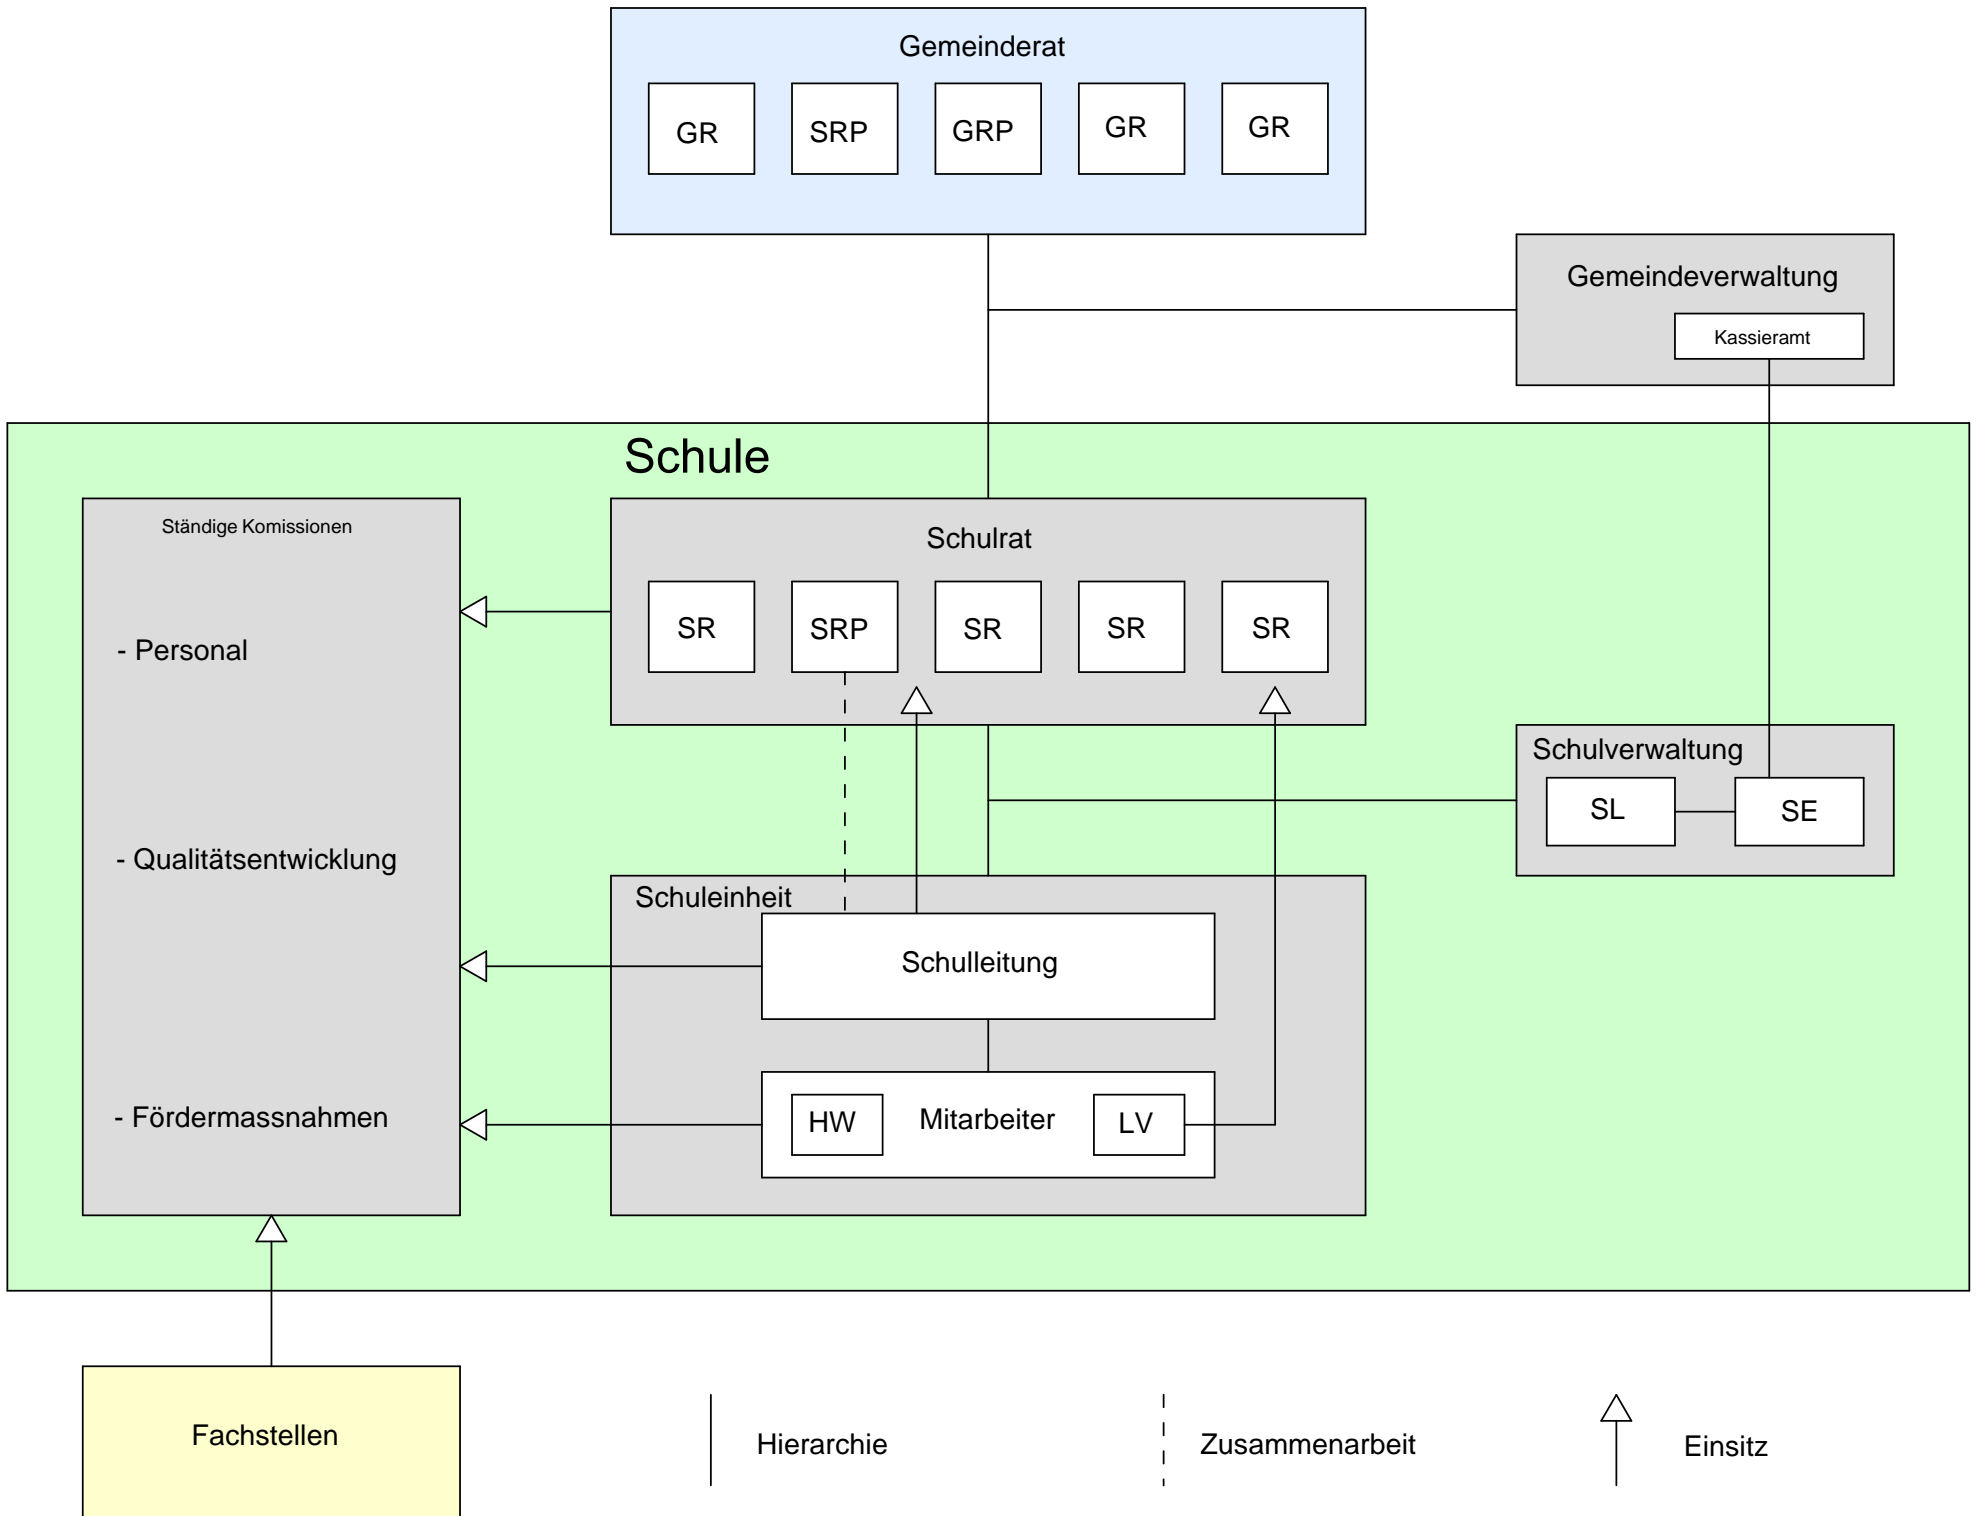 Gemeinderat
GR SRP GRP GR GR
Gemeindeverwaltung
Kassieramt
Schule
Ständige Komissionen
- Personal
- Qualitätsentwicklung
- Fördermassnahmen
Schulrat
SR SRP SR SR SR
Schulverwaltung
SL SE
Schuleinheit
Schulleitung
HW Mitarbeiter LV
Fachstellen
Hierarchie
Zusammenarbeit
Einsitz